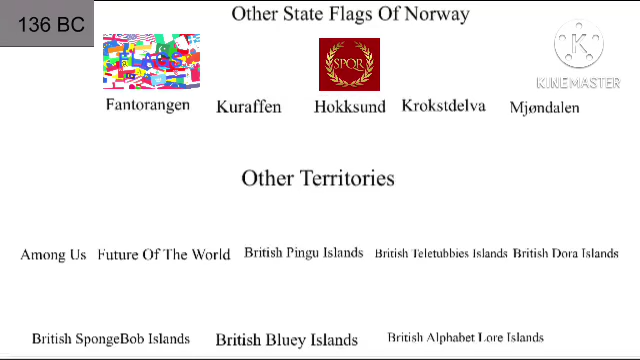 136 BC
Other State Flags Of Norway
K
KINEMASTER
SPQR
Fantorangen Kuraffen Hokksund Krokstdelva Mjøndalen
Other Territories
Among Us Future Of The World British Pingu Islands British Teletubbies Islands British Dora Islands
British SpongeBob Islands British Bluey Islands British Alphabet Lore Islands